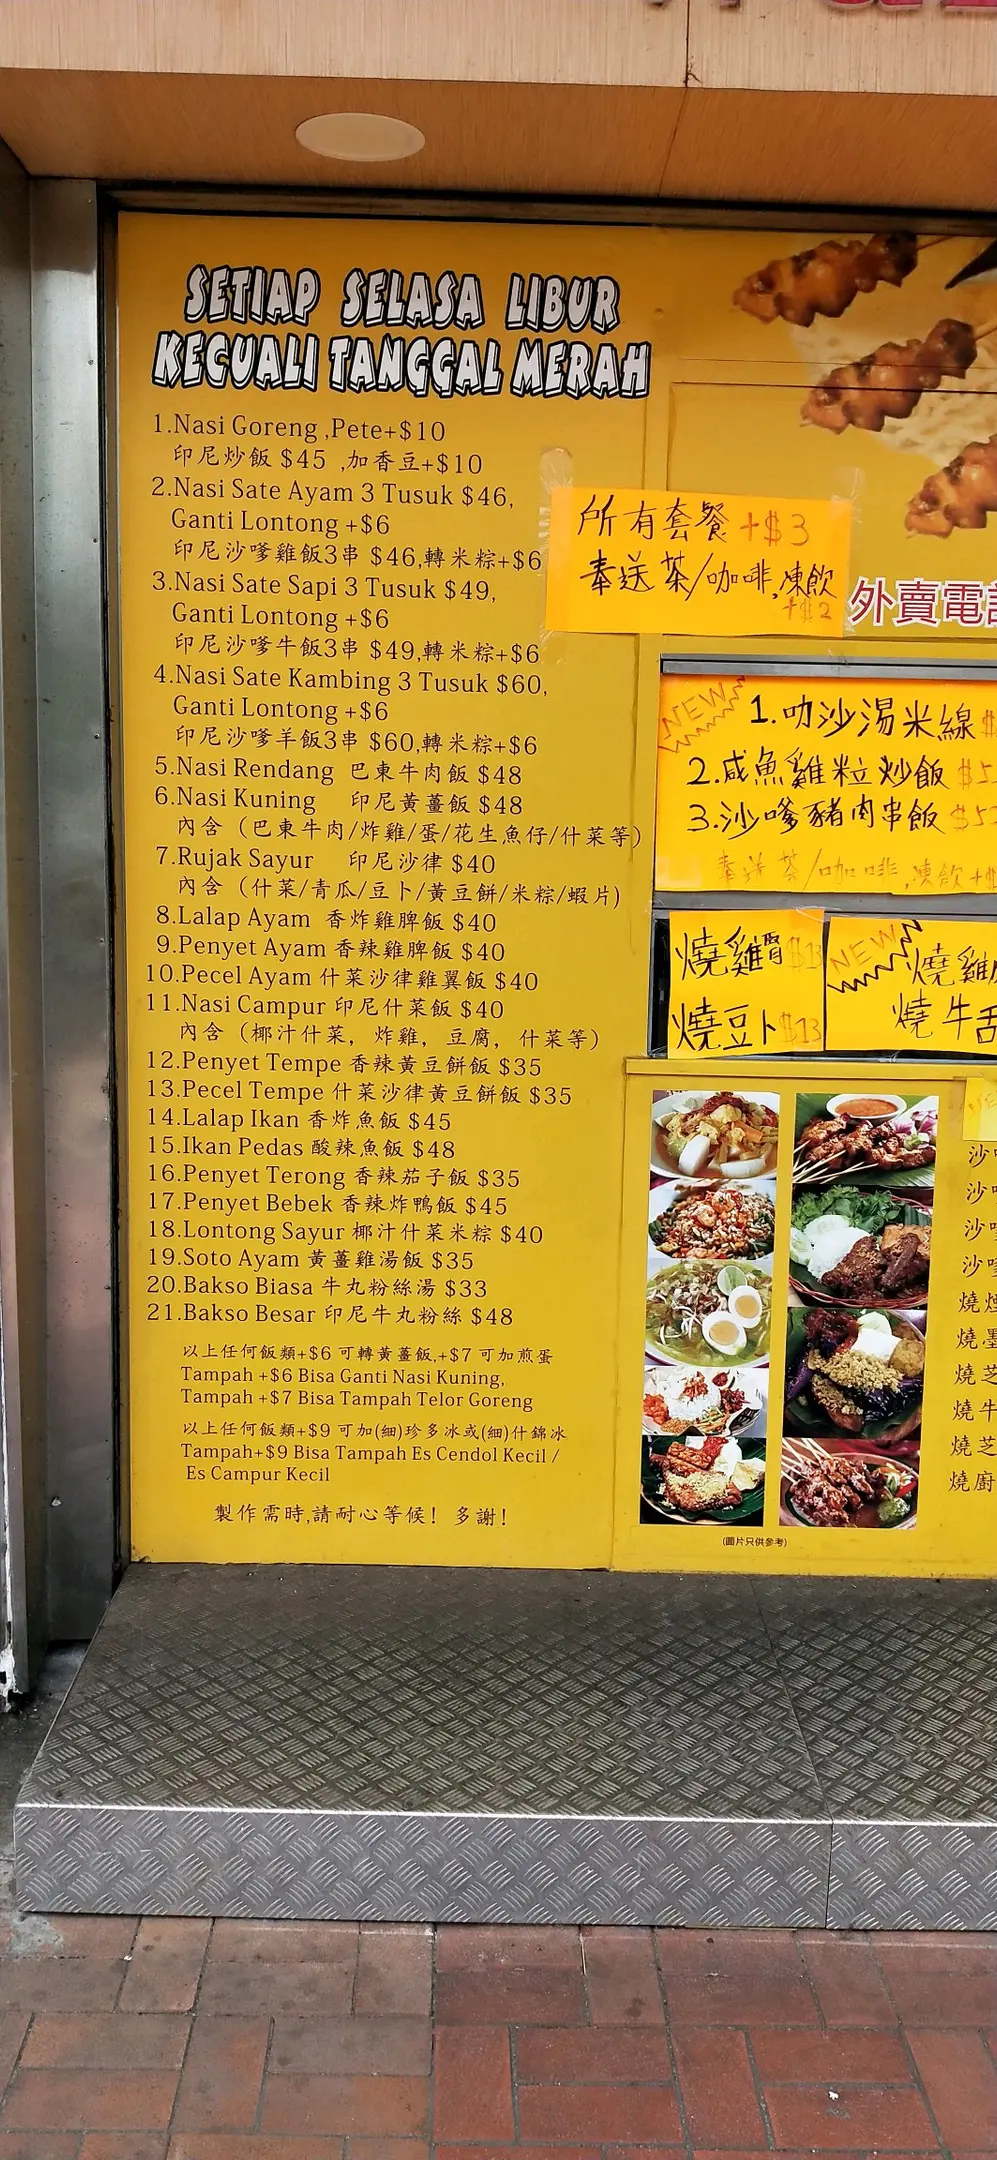 SETIAP SELASA LIBUR
KECUALI TANGGAL MERAH
1.Nasi Goreng ,Pete+$10
印尼炒飯 $45 ,加香豆+$10
2.Nasi Sate Ayam 3 Tusuk $46,
Ganti Lontong +$6
印尼沙嗲雞飯3串 $46,轉米粽+$6
3.Nasi Sate Sapi 3 Tusuk $49,
Ganti Lontong +$6
印尼沙嗲牛飯3串 $49,轉米粽+$6
4.Nasi Sate Kambing 3 Tusuk $60,
Ganti Lontong +$6
印尼沙嗲羊飯3串 $60,轉米粽+$6
5.Nasi Rendang 巴東牛肉飯 $48
6.Nasi Kuning 印尼黃薑飯 $48
內含（巴東牛肉/炸雞/蛋/花生魚仔/什菜等）
7.Rujak Sayur 印尼沙律 $40
內含（什菜/青瓜/豆卜/黃豆餅/米粽/蝦片）
8.Lalap Ayam 香炸雞脾飯 $40
9.Penyet Ayam 香辣雞脾飯 $40
10.Pecel Ayam 什菜沙律雞翼飯 $40
11.Nasi Campur 印尼什菜飯 $40
內含（椰汁什菜，炸雞，豆腐，什菜等）
12.Penyet Tempe 香辣黃豆餅飯 $35
13.Pecel Tempe 什菜沙律黃豆餅飯 $35
14.Lalap Ikan 香炸魚飯 $45
15.Ikan Pedas 酸辣魚飯 $48
16.Penyet Terong 香辣茄子飯 $35
17.Penyet Bebek 香辣炸鴨飯 $45
18.Lontong Sayur 椰汁什菜米粽 $40
19.Soto Ayam 黃薑雞湯飯 $35
20.Bakso Biasa 牛丸粉絲湯 $33
21.Bakso Besar 印尼牛丸粉絲 $48
以上任何飯類+$6 可轉黃薑飯,+$7 可加煎蛋
Tampah +$6 Bisa Ganti Nasi Kuning,
Tampah +$7 Bisa Tampah Telor Goreng
以上任何飯類+$9 可加(細)珍多冰或(細)什錦冰
Tampah+$9 Bisa Tampah Es Cendol Kecil /
Es Campur Kecil
製作需時,請耐心等候！多謝！
所有套餐+$3
奉送茶/咖啡,凍飲
+$2
外賣電
NEW
1.叻沙湯米線$
2.咸魚雞粒炒飯 $5
3.沙嗲豬肉串飯 $5
奉送茶/咖啡,凍飲+$
燒雞腎$13
燒豆卜$13
NEW
燒雞
燒牛舌
沙
沙
沙
沙
燒
燒墨
燒芝
燒牛
燒芝
燒廚
(圖片只供參考)